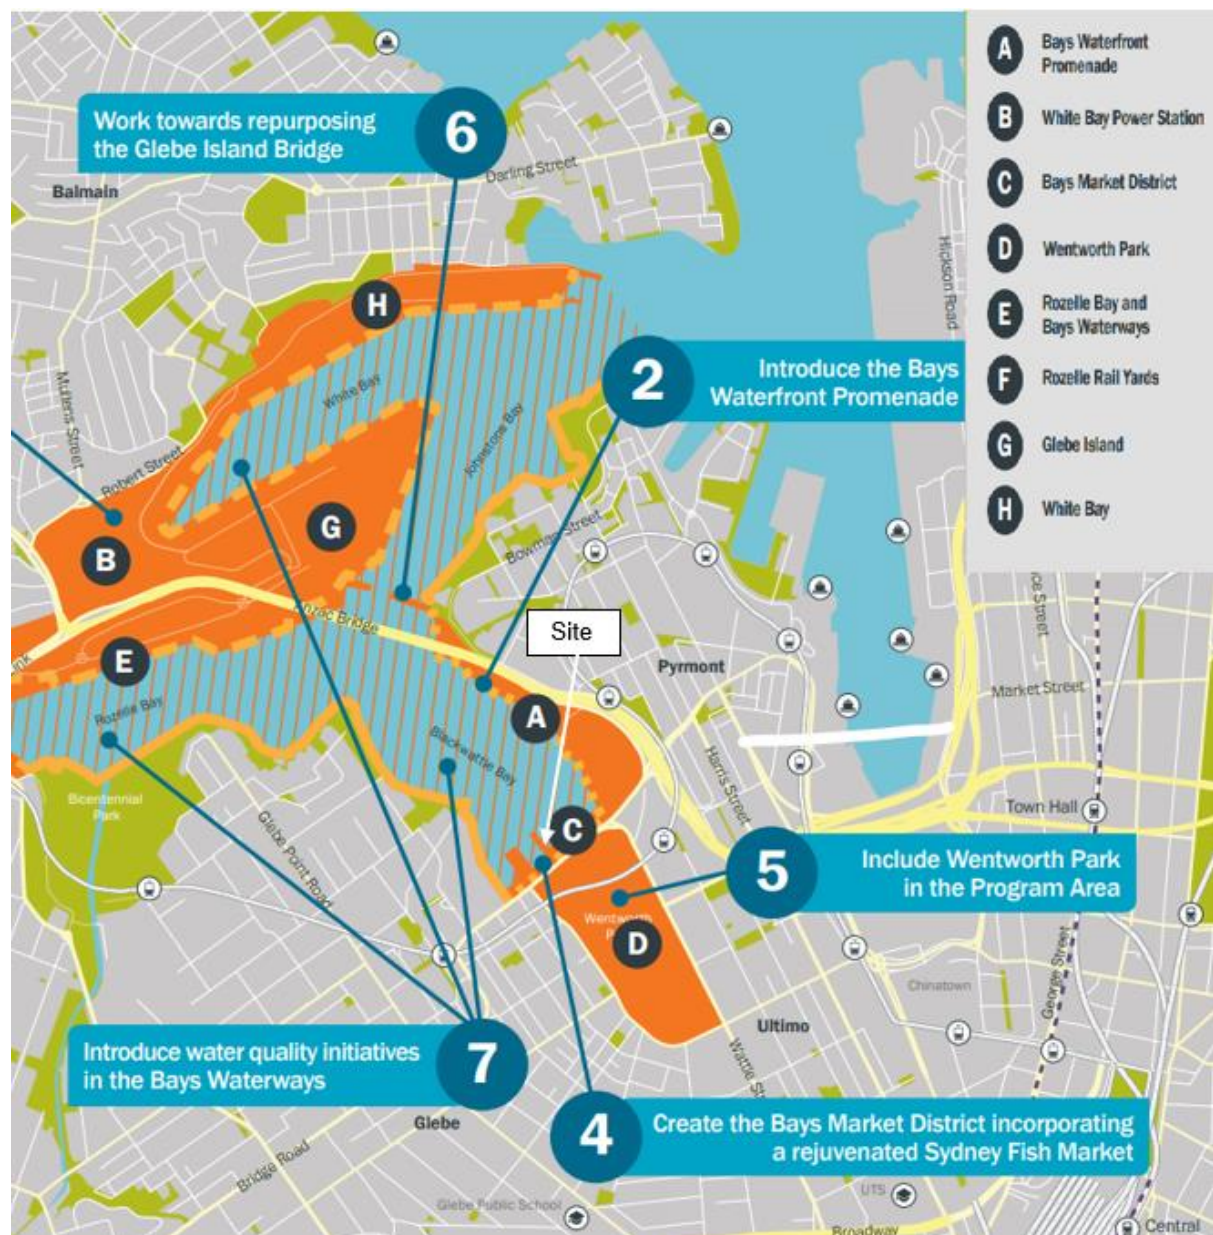 A
Bays Waterfront
Promenade
B
White Bay Power Station
C
Bays Market District
D
Wentworth Park
E
Rozelle Bay and
Bays Waterways
F
Rozelle Rail Yards
G
Glebe Island
H
White Bay
Work towards repurposing
the Glebe Island Bridge
6
Darling Street
Balmain
Hickson Road
H
2
Introduce the Bays
Waterfront Promenade
White Bay
Johnstons Bay
Mullens Street
Robert Street
G
B
Bowman Street
Anzac Bridge
Site
Pyrmont
E
Rozelle Bay
A
Blackwattle Bay
Market Street
Harris Street
Bicentennial
Park
Glebe Point Road
Town Hall
C
5
Include Wentworth Park
in the Program Area
Wentworth
D
Chinatown
George Street
Ultimo
Introduce water quality initiatives
in the Bays Waterways
7
Wattle St
Glebe
4
Create the Bays Market District incorporating
a rejuvenated Sydney Fish Market
Bridge Road
UTS
Glebe Public School
Broadway
Central